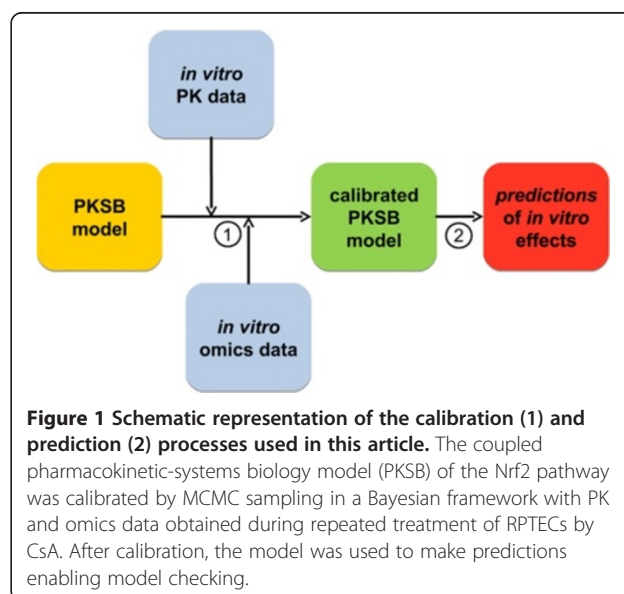 in vitro
PK data
PKSB
model
1
calibrated
PKSB
model
2
predictions
of in vitro
effects
in vitro
omics data
Figure 1 Schematic representation of the calibration (1) and
prediction (2) processes used in this article. The coupled
pharmacokinetic-systems biology model (PKSB) of the Nrf2 pathway
was calibrated by MCMC sampling in a Bayesian framework with PK
and omics data obtained during repeated treatment of RPTECs by
CsA. After calibration, the model was used to make predictions
enabling model checking.